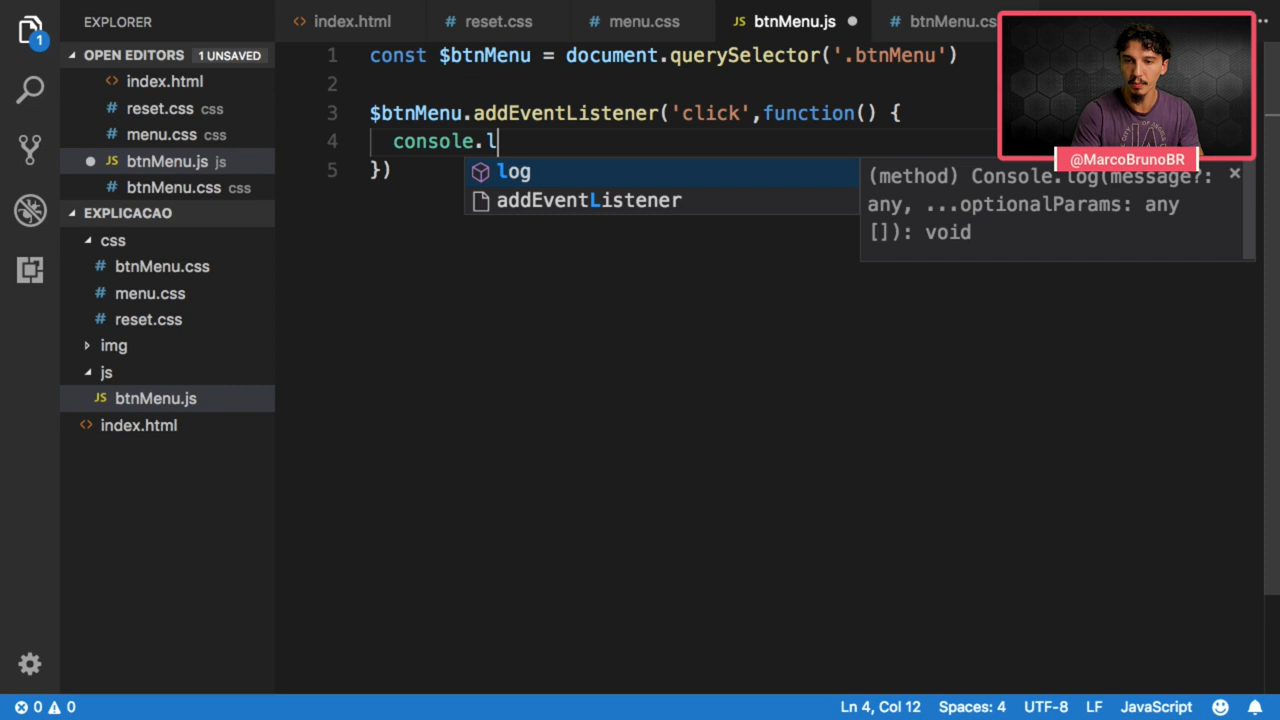 EXPLORER
OPEN EDITORS 1 UNSAVED
index.html
reset.css css
menu.css css
btnMenu.js js
btnMenu.css css
EXPLICACAO
css
btnMenu.css
menu.css
reset.css
img
js
JS btnMenu.js
index.html
index.html
reset.css
menu.css
JS btnMenu.js
btnMenu.cs
1 const $btnMenu = document.querySelector('.btnMenu')
2
3 $btnMenu.addEventListener('click',function() {
4 console.l
5 })
log
addEventListener
(method) Console.log(message?:
any, ...optionalParams: any
[]): void
@MarcoBrunoBR
1
0 0
Ln 4, Col 12 Spaces: 4 UTF-8 LF JavaScript